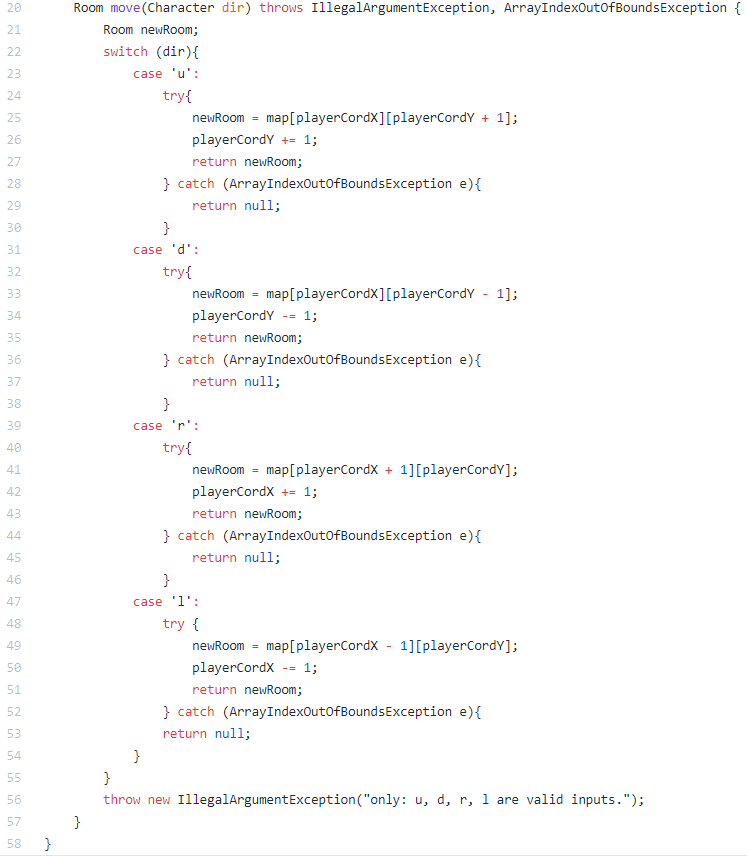 20 Room move(Character dir) throws IllegalArgumentException, ArrayIndexOutOfBoundsException {
21 Room newRoom;
22 switch (dir){
23 case 'u':
24 try{
25 newRoom = map[playerCordX][playerCordY + 1];
26 playerCordY += 1;
27 return newRoom;
28 } catch (ArrayIndexOutOfBoundsException e){
29 return null;
30 }
31 case 'd':
32 try{
33 newRoom = map[playerCordX][playerCordY - 1];
34 playerCordY -= 1;
35 return newRoom;
36 } catch (ArrayIndexOutOfBoundsException e){
37 return null;
38 }
39 case 'r':
40 try{
41 newRoom = map[playerCordX + 1][playerCordY];
42 playerCordX += 1;
43 return newRoom;
44 } catch (ArrayIndexOutOfBoundsException e){
45 return null;
46 }
47 case 'l':
48 try {
49 newRoom = map[playerCordX - 1][playerCordY];
50 playerCordX -= 1;
51 return newRoom;
52 } catch (ArrayIndexOutOfBoundsException e){
53 return null;
54 }
55 }
56 throw new IllegalArgumentException("only: u, d, r, l are valid inputs.");
57 }
58 }